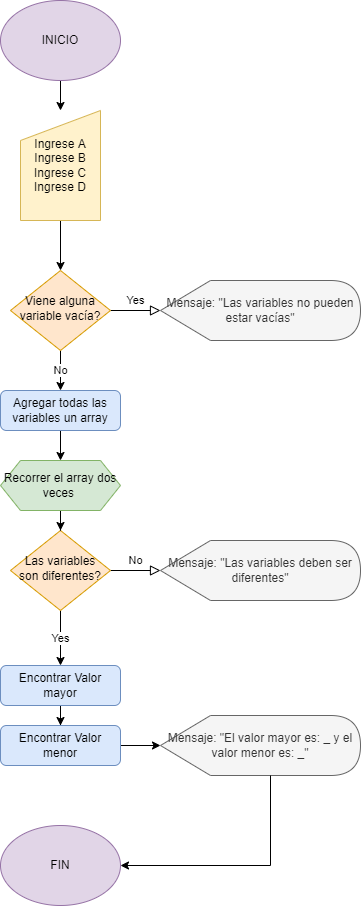 INICIO
Ingrese A
Ingrese B
Ingrese C
Ingrese D
Viene alguna
variable vacía?
Yes
Mensaje: "Las variables no pueden
estar vacías"
No
Agregar todas las
variables un array
Recorrer el array dos
veces
Las variables
son diferentes?
No
Mensaje: "Las variables deben ser
diferentes"
Yes
Encontrar Valor
mayor
Encontrar Valor
menor
Mensaje: "El valor mayor es: _ y el
valor menor es: _"
FIN